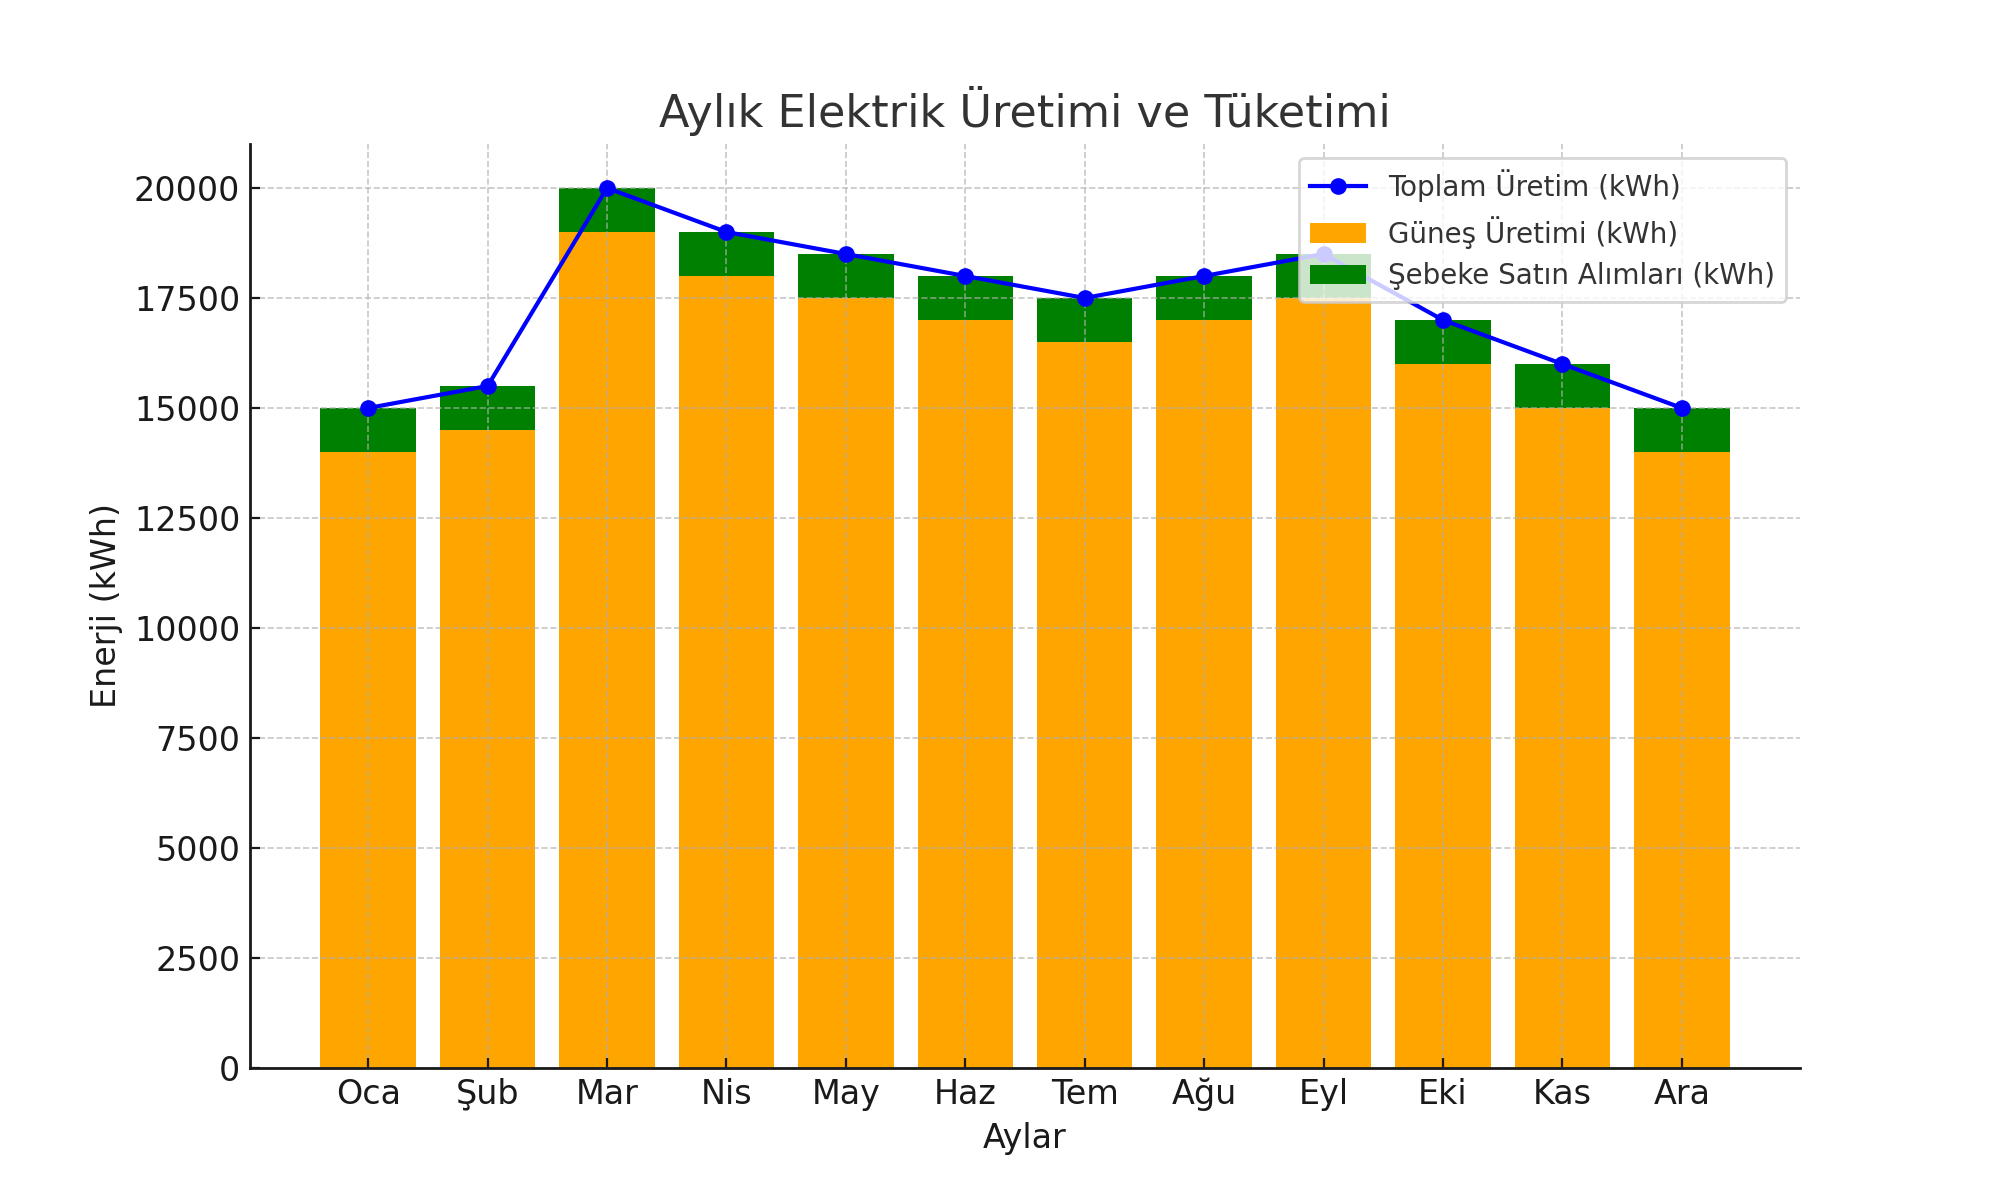 Aylık Elektrik Üretimi ve Tüketimi
Toplam Üretim (kWh)
Güneş Üretimi (kWh)
Şebeke Satın Alımları (kWh)
Enerji (kWh)
20000
17500
15000
12500
10000
7500
5000
2500
0
Oca Şub Mar Nis May Haz Tem Ağu Eyl Eki Kas Ara
Aylar